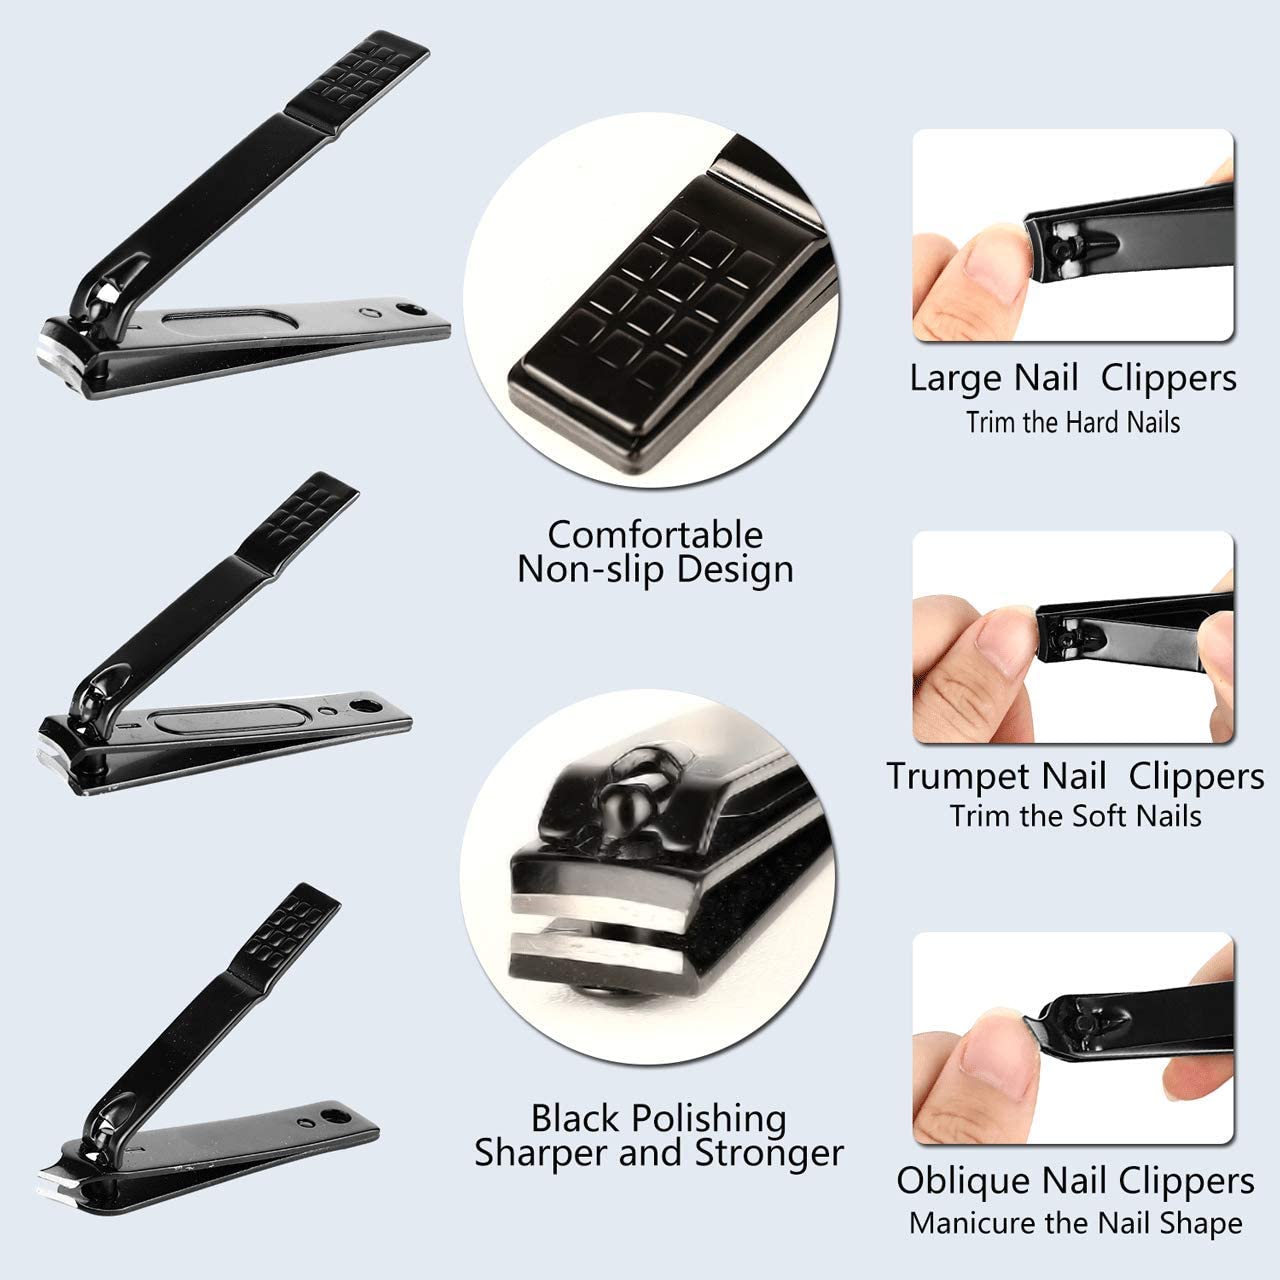 Comfortable
Non-slip Design
Black Polishing
Sharper and Stronger
Large Nail Clippers
Trim the Hard Nails
Trumpet Nail Clippers
Trim the Soft Nails
Oblique Nail Clippers
Manicure the Nail Shape